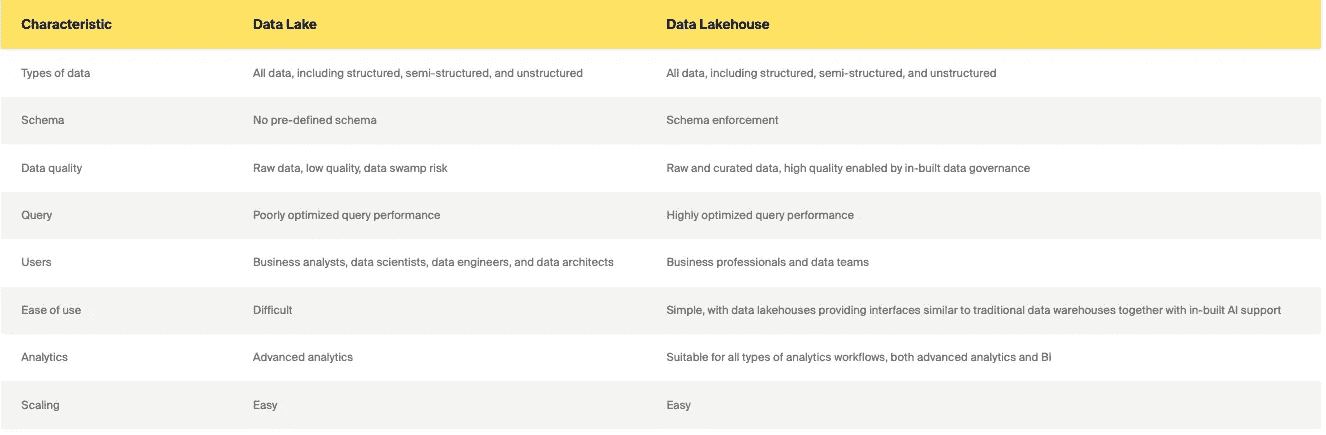 Characteristic Data Lake Data Lakehouse
Types of data All data, including structured, semi-structured, and unstructured All data, including structured, semi-structured, and unstructured
Schema No pre-defined schema Schema enforcement
Data quality Raw data, low quality, data swamp risk Raw and curated data, high quality enabled by in-built data governance
Query Poorly optimized query performance Highly optimized query performance
Users Business analysts, data scientists, data engineers, and data architects Business professionals and data teams
Ease of use Difficult Simple, with data lakehouses providing interfaces similar to traditional data warehouses together with in-built AI support
Analytics Advanced analytics Suitable for all types of analytics workflows, both advanced analytics and BI
Scaling Easy Easy